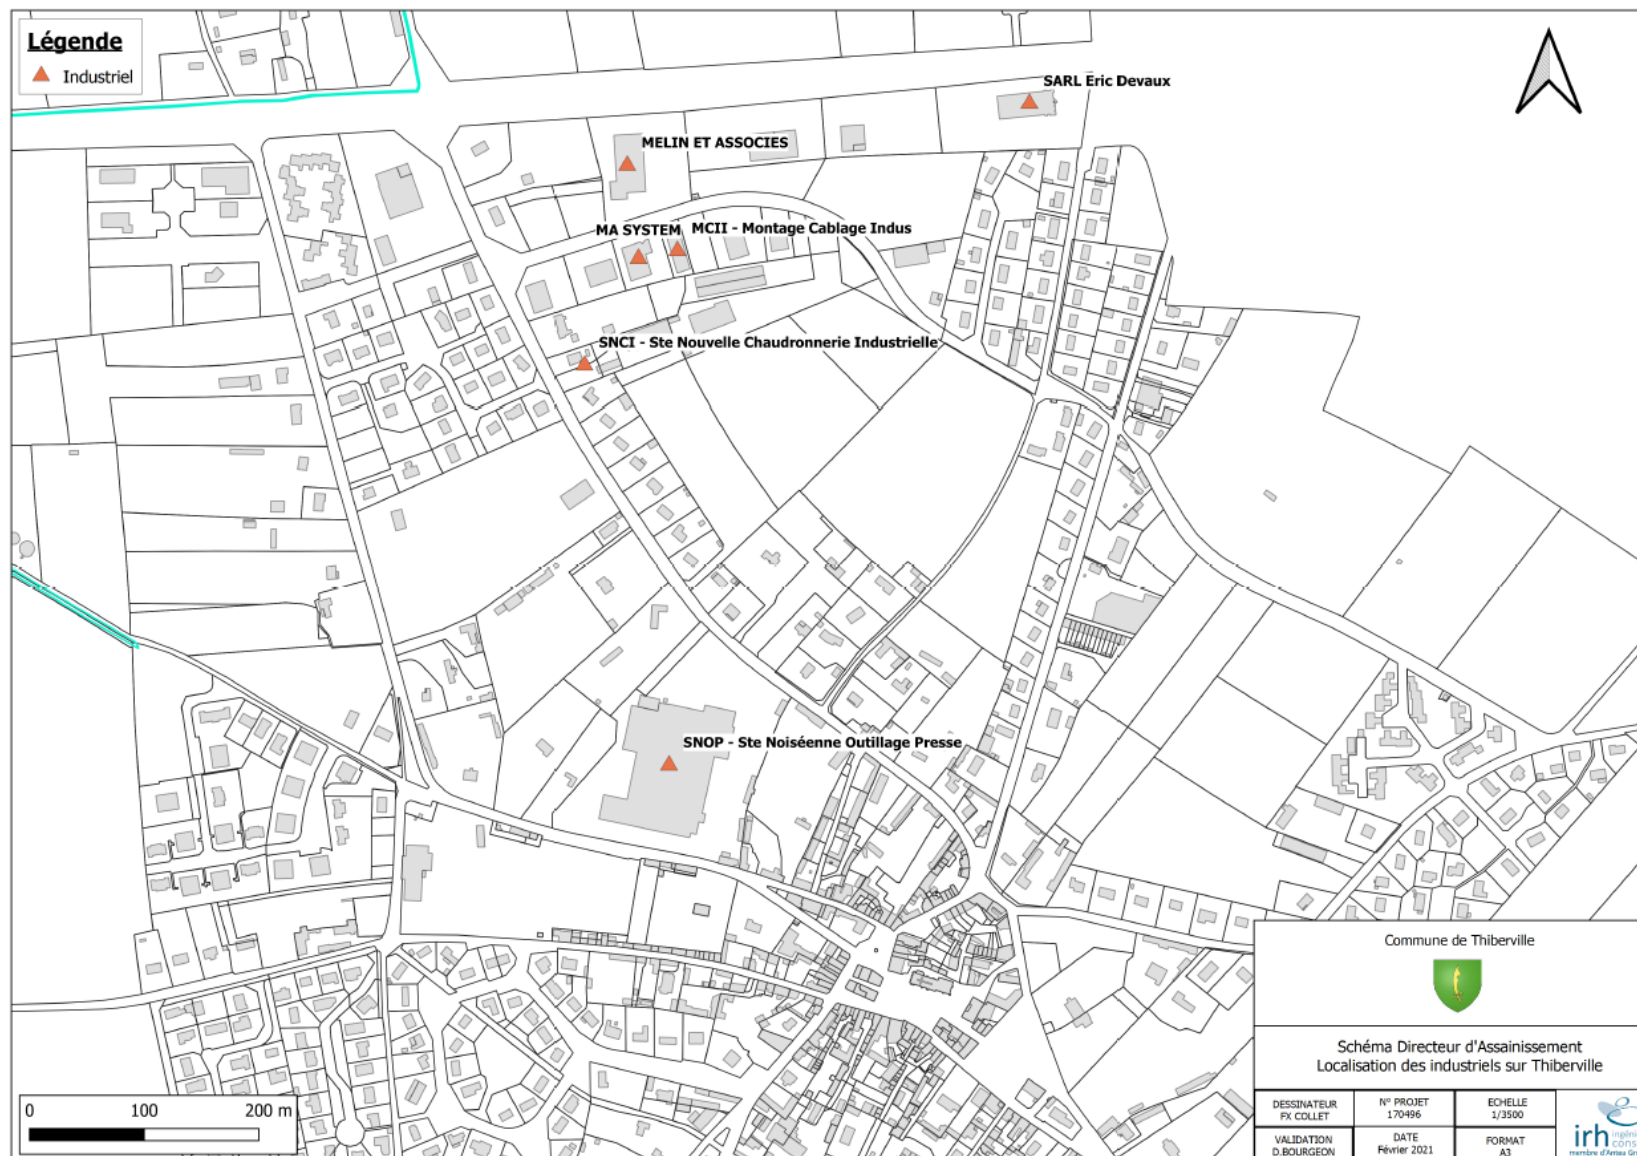 Légende
Industriel
SARL Eric Devaux
MELIN ET ASSOCIES
MA SYSTEM
MCII - Montage Cablage Indus
SNCI - Ste Nouvelle Chaudronnerie Industrielle
SNOP - Ste Noiséenne Outillage Presse
0 100 200 m
Commune de Thiberville
Schéma Directeur d'Assainissement
Localisation des industriels sur Thiberville
DESSINATEUR
FX COLLET
N° PROJET
170496
ECHELLE
1/3500
VALIDATION
D.BOURGEON
DATE
Février 2021
FORMAT
A3
irh